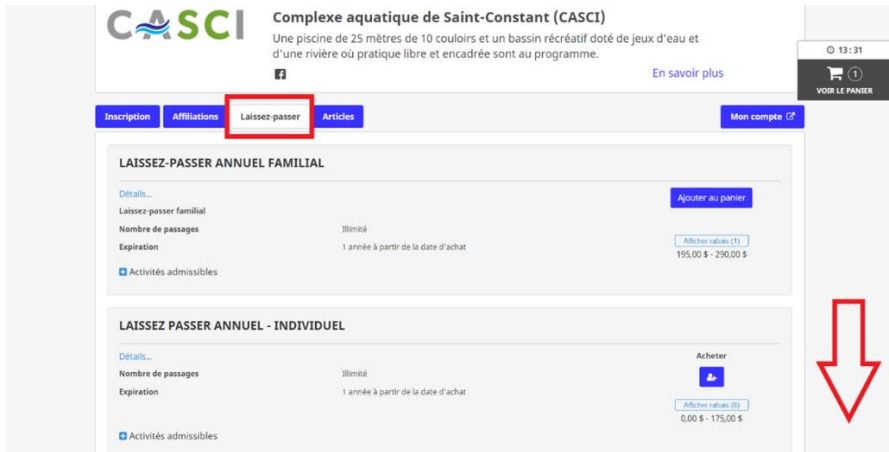 CASCI
Complexe aquatique de Saint-Constant (CASCI)
Une piscine de 25 mètres de 10 couloirs et un bassin récréatif doté de jeux d'eau et
d'une rivière où pratique libre et encadrée sont au programme.
En savoir plus
13:31
1
VOIR LE PANIER
Inscription Affiliations Laissez-passer Articles Mon compte
LAISSEZ-PASSER ANNUEL FAMILIAL
Détails...
Ajouter au panier
Laissez-passer familial
Nombre de passages Illimité
Afficher rabais (1)
Expiration 1 année à partir de la date d'achat
195,00 $ - 290,00 $
Activités admissibles
LAISSEZ PASSER ANNUEL - INDIVIDUEL
Détails...
Acheter
Nombre de passages Illimité
Expiration 1 année à partir de la date d'achat
Afficher rabais (8)
0,00 $ - 175,00 $
Activités admissibles